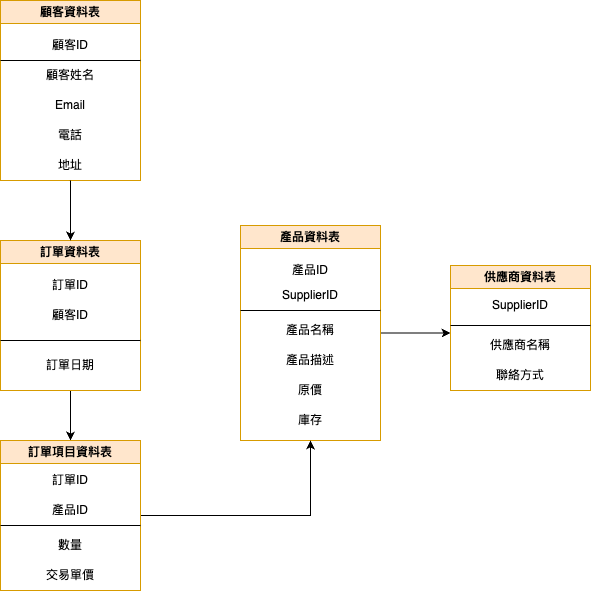 顧客資料表
顧客ID
顧客姓名
Email
電話
地址
訂單資料表
訂單ID
顧客ID
訂單日期
訂單項目資料表
訂單ID
產品ID
數量
交易單價
產品資料表
產品ID
SupplierID
產品名稱
產品描述
原價
庫存
供應商資料表
SupplierID
供應商名稱
聯絡方式